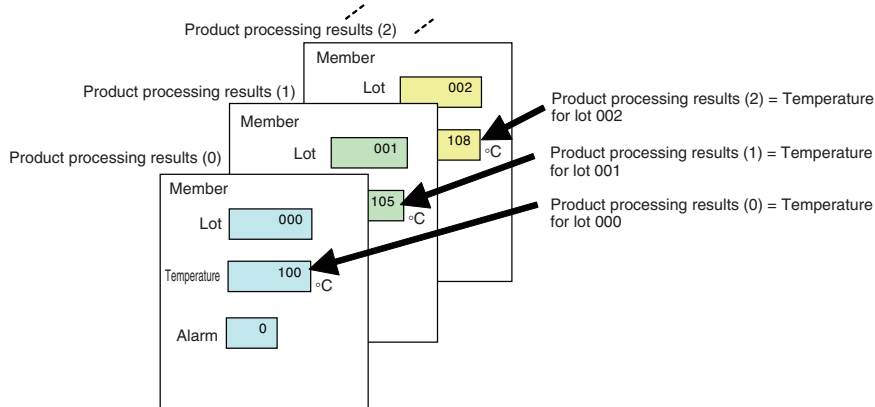 Product processing results (2)
Member
Lot
002
108
°C
Product processing results (2) = Temperature
for lot 002
Product processing results (1)
Member
Lot
001
105
°C
Product processing results (1) = Temperature
for lot 001
Product processing results (0)
Member
Lot
000
Temperature
100
°C
Alarm
0
Product processing results (0) = Temperature
for lot 000